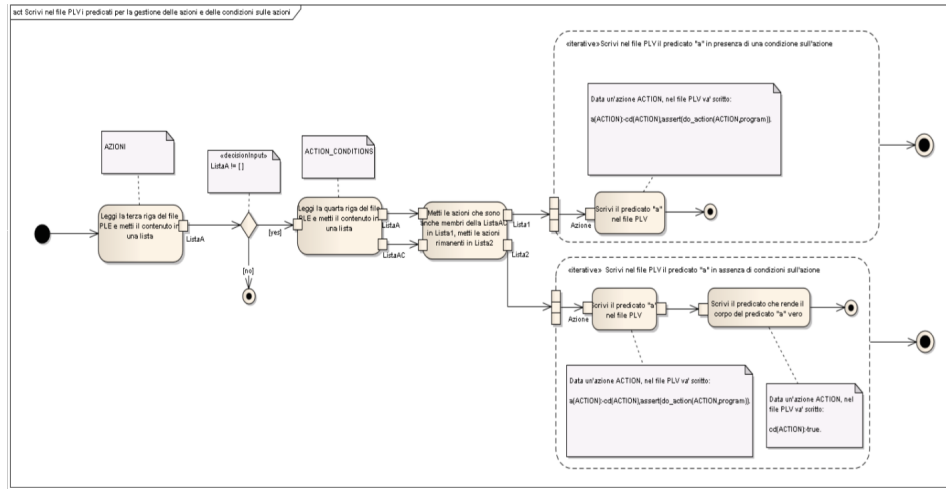 act Scrivi nel file PLV i predicati per la gestione delle azioni e delle condizioni sulle azioni
AZIONI
Leggi la terza riga del file
PLE e metti il contenuto in
una lista
ListaA
«decisionInput»
ListaA != [ ]
[yes]
[no]
ACTION_CONDITIONS
Leggi la quarta riga del file
PLE e metti il contenuto in
una lista
ListaA
ListaAC
Metti le azioni che sono
anche membri della ListaAC
in Lista1, metti le azioni
rimanenti in Lista2
Lista1
Lista2
«iterative»Scrivi nel file PLV il predicato "a" in presenza di una condizione sull'azione
Data un'azione ACTION, nel file PLV va' scritto:
a(ACTION):-cd(ACTION),assert(do_action(ACTION,program)).
Azione
Scrivi il predicato "a"
nel file PLV
«iterative» Scrivi nel file PLV il predicato "a" in assenza di condizioni sull'azione
Azione
Scrivi il predicato "a"
nel file PLV
Scrivi il predicato che rende il
corpo del predicato "a" vero
Data un'azione ACTION, nel file PLV va' scritto:
a(ACTION):-cd(ACTION),assert(do_action(ACTION,program)).
Data un'azione ACTION, nel
file PLV va' scritto:
cd(ACTION):-true.